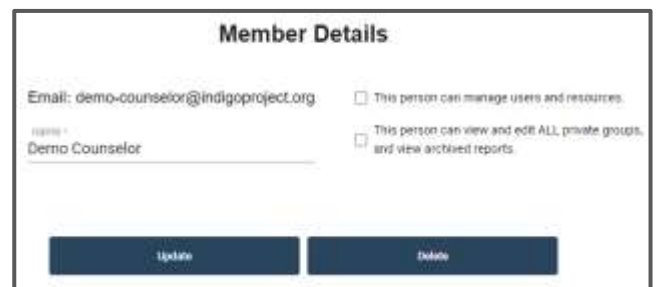 Member Details
Email: demo-counselor@indigoproject.org
This person can manage users and resources.
Name *
Demo Counselor
This person can view and edit ALL private groups,
and view archived reports.
Update
Delete